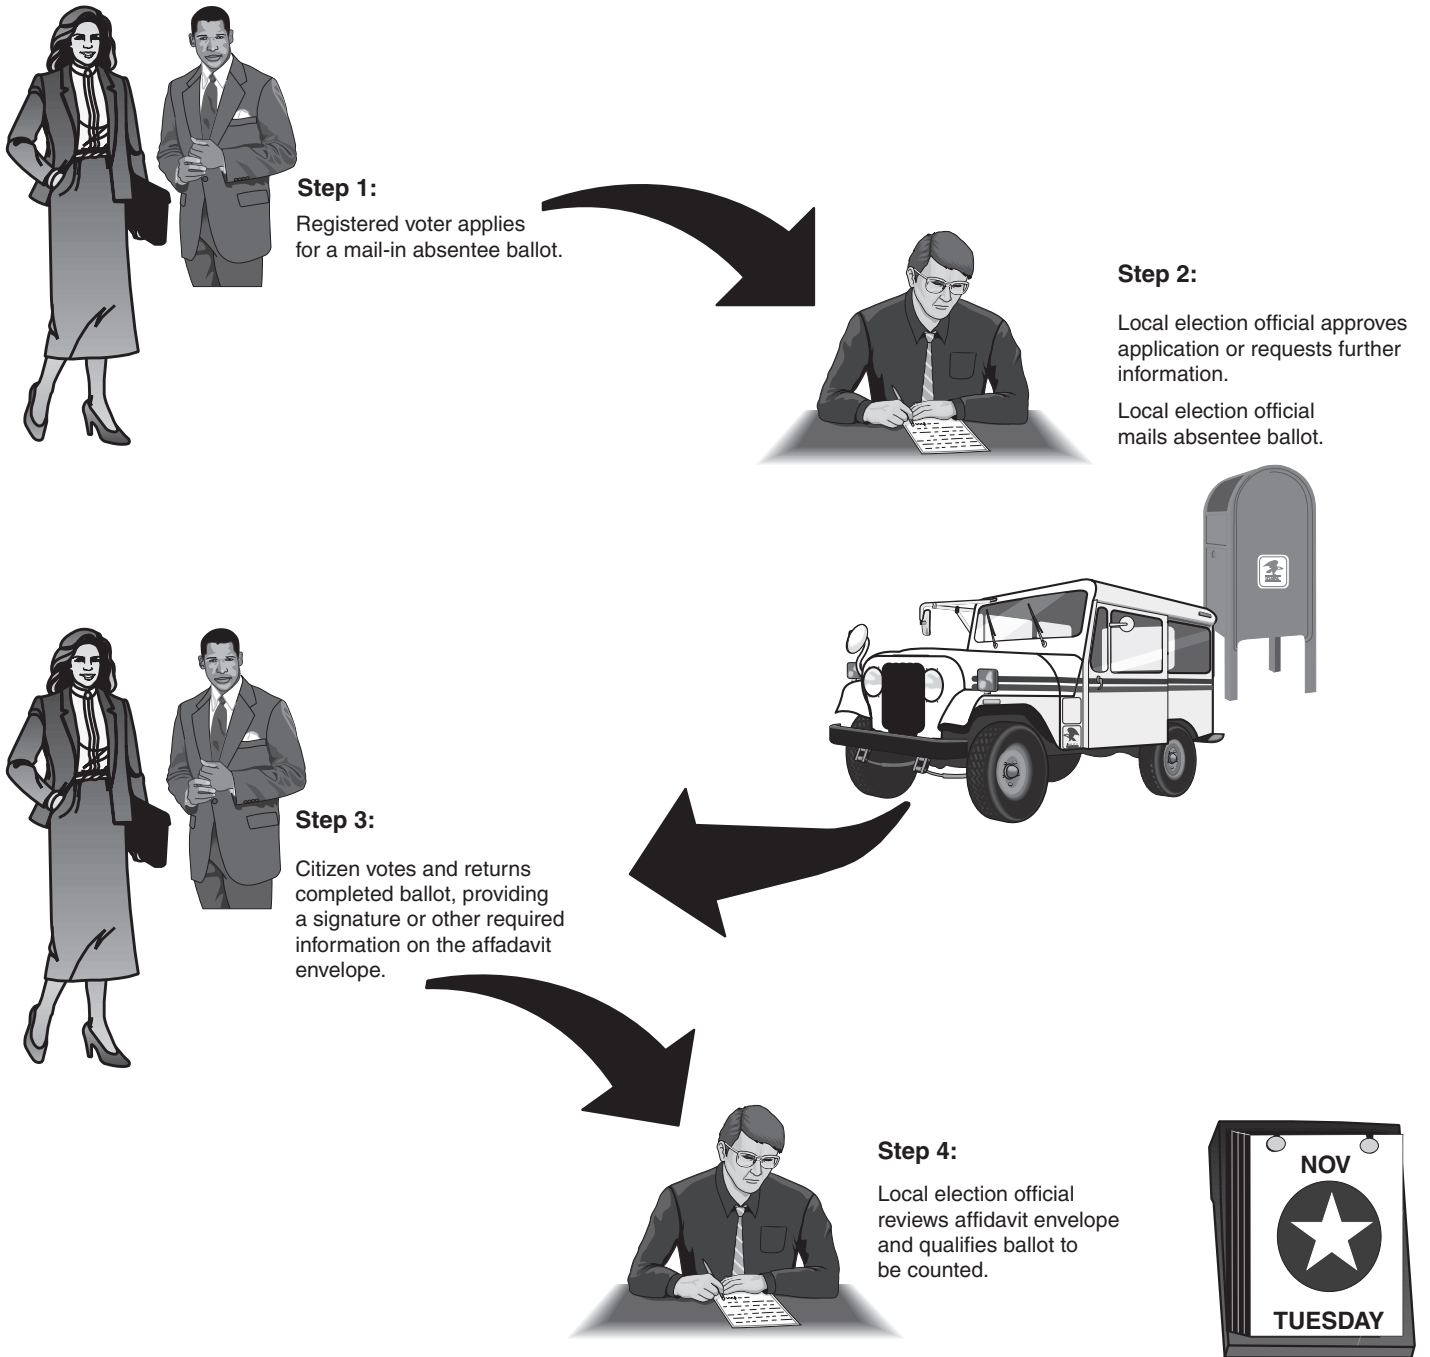 Step 1:
Registered voter applies
for a mail-in absentee ballot.
Step 2:
Local election official approves
application or requests further
information.
Local election official
mails absentee ballot.
Step 3:
Citizen votes and returns
completed ballot, providing
a signature or other required
information on the affadavit
envelope.
Step 4:
Local election official
reviews affidavit envelope
and qualifies ballot to
be counted.
NOV
TUESDAY